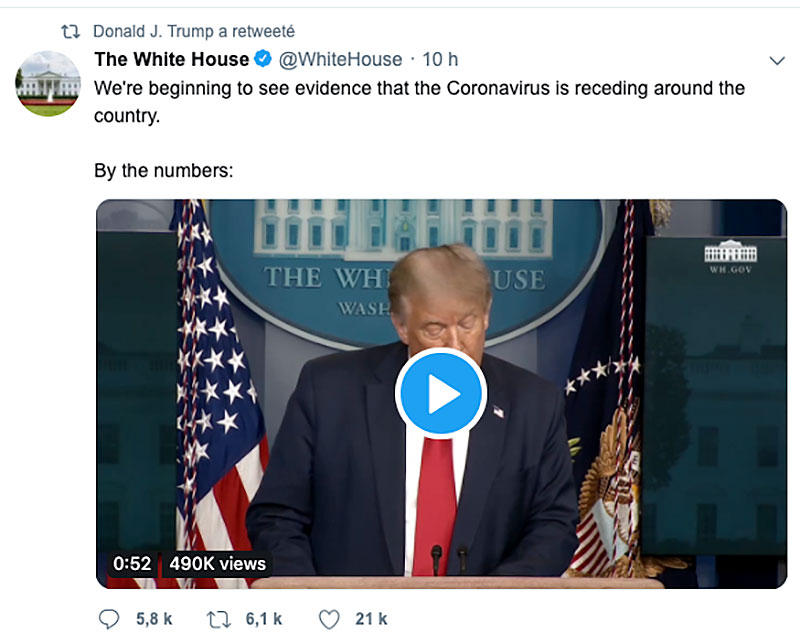 Donald J. Trump a retweeté
The White House @WhiteHouse · 10 h
We're beginning to see evidence that the Coronavirus is receding around the
country.
By the numbers:
THE WH USE
WASH
WH.GOV
0:52 490K views
5,8 k 6,1 k 21 k